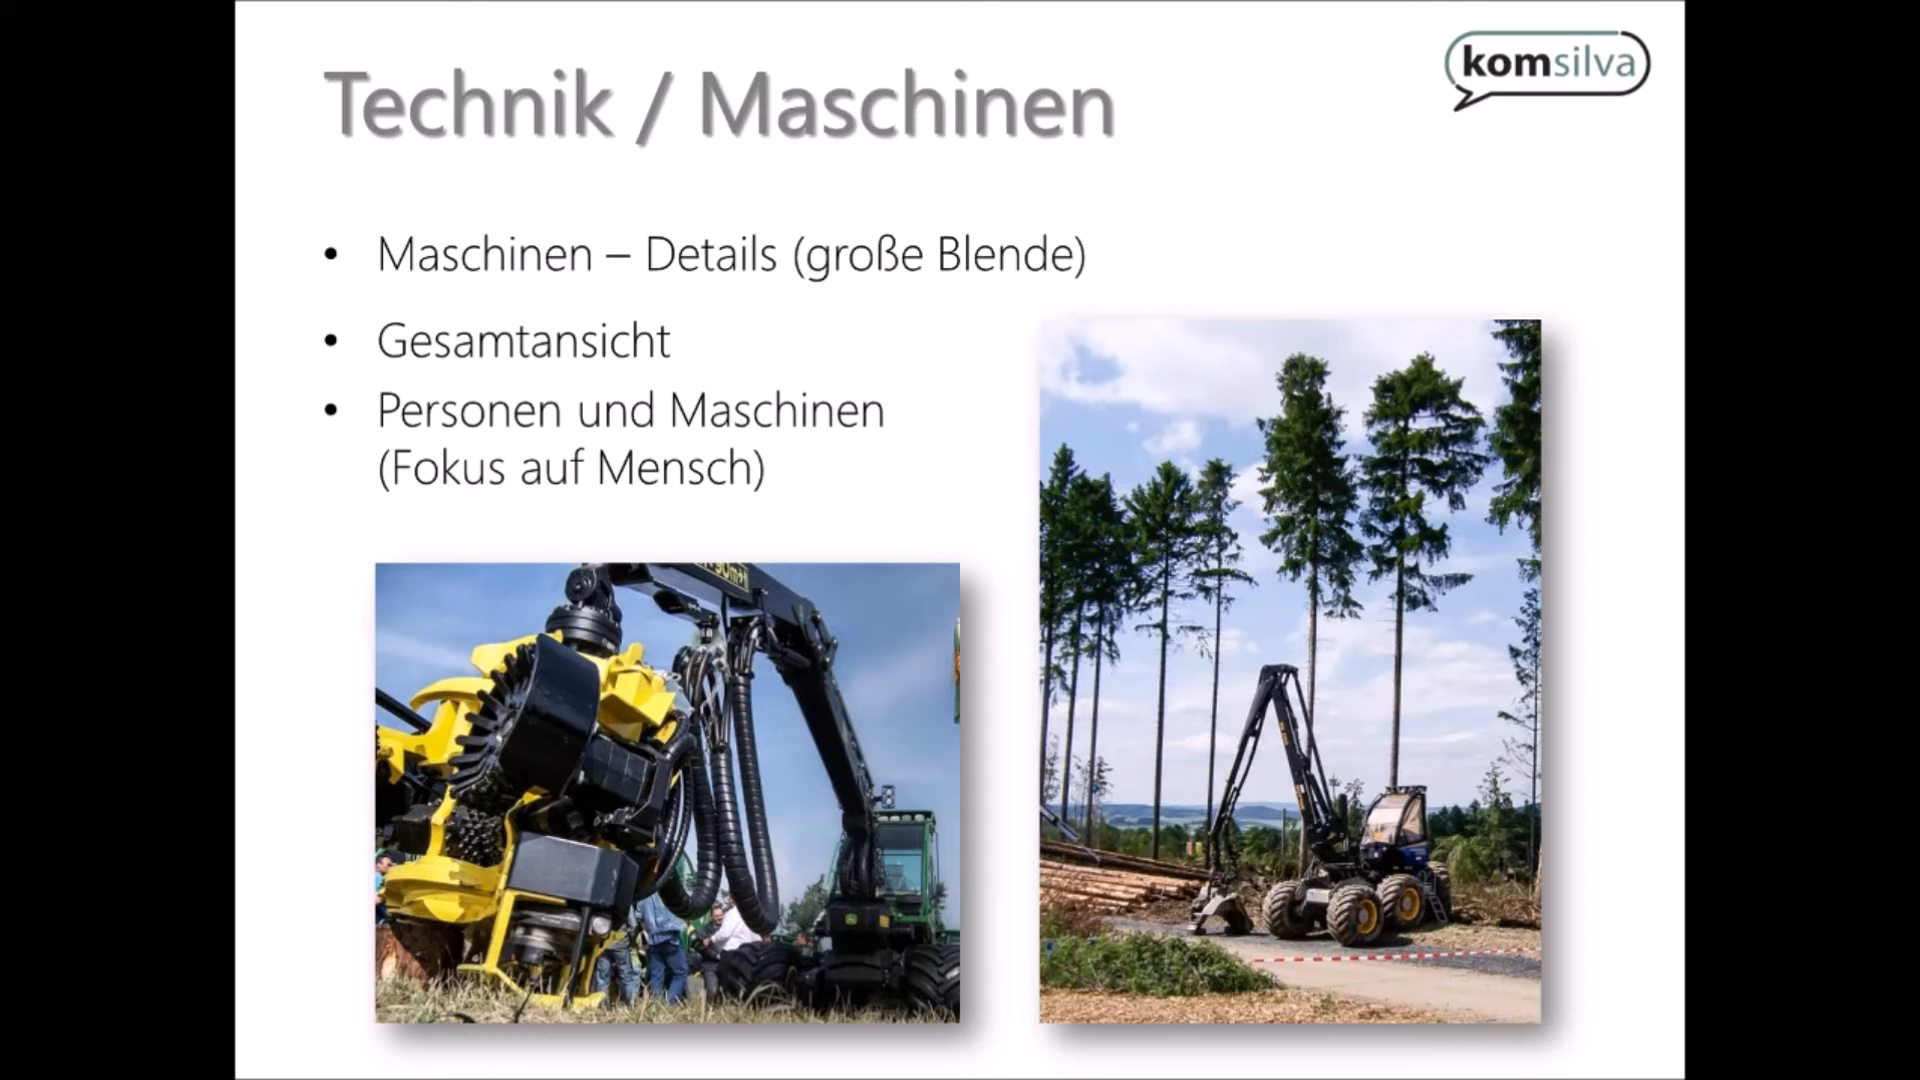 komsilva
Technik / Maschinen
• Maschinen – Details (große Blende)
• Gesamtansicht
• Personen und Maschinen
(Fokus auf Mensch)